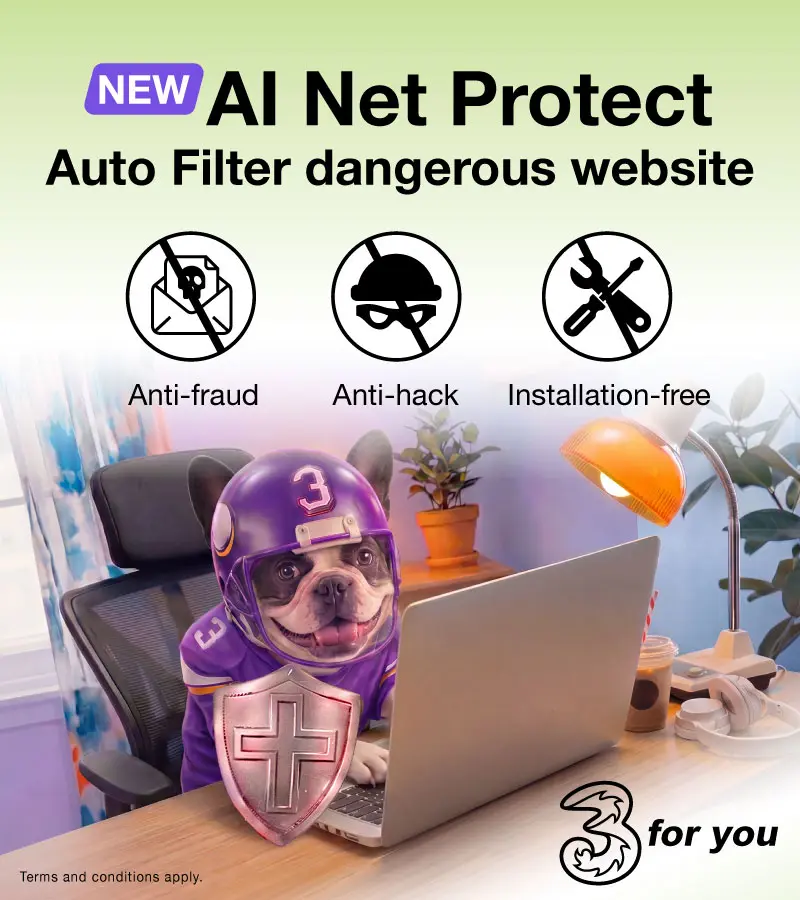 NEW AI Net Protect
Auto Filter dangerous website
Anti-fraud Anti-hack Installation-free
3
3
3 for you
Terms and conditions apply.